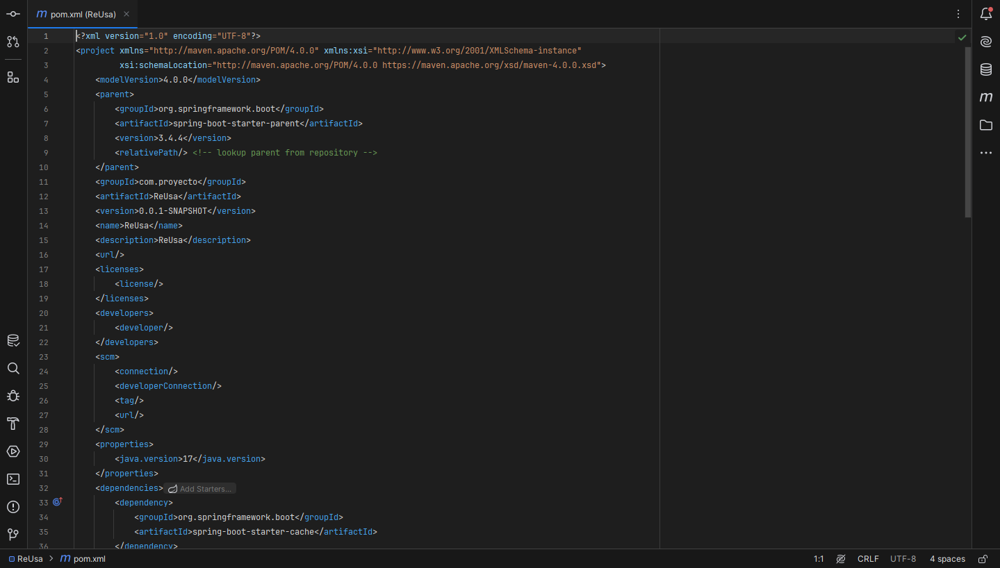 m pom.xml (ReUsa)
1 <?xml version="1.0" encoding="UTF-8"?>
2 <project xmlns="http://maven.apache.org/POM/4.0.0" xmlns:xsi="http://www.w3.org/2001/XMLSchema-instance"
3 xsi:schemaLocation="http://maven.apache.org/POM/4.0.0 https://maven.apache.org/xsd/maven-4.0.0.xsd">
4 <modelVersion>4.0.0</modelVersion>
5 <parent>
6 <groupId>org.springframework.boot</groupId>
7 <artifactId>spring-boot-starter-parent</artifactId>
8 <version>3.4.4</version>
9 <relativePath/> <!-- lookup parent from repository -->
10 </parent>
11 <groupId>com.proyecto</groupId>
12 <artifactId>ReUsa</artifactId>
13 <version>0.0.1-SNAPSHOT</version>
14 <name>ReUsa</name>
15 <description>ReUsa</description>
16 <url/>
17 <licenses>
18 <license/>
19 </licenses>
20 <developers>
21 <developer/>
22 </developers>
23 <scm>
24 <connection/>
25 <developerConnection/>
26 <tag/>
27 <url/>
28 </scm>
29 <properties>
30 <java.version>17</java.version>
31 </properties>
32 <dependencies> Add Starters...
33 <dependency>
34 <groupId>org.springframework.boot</groupId>
35 <artifactId>spring-boot-starter-cache</artifactId>
36 </dependency>
m
ReUsa > m pom.xml 1:1 CRLF UTF-8 4 spaces